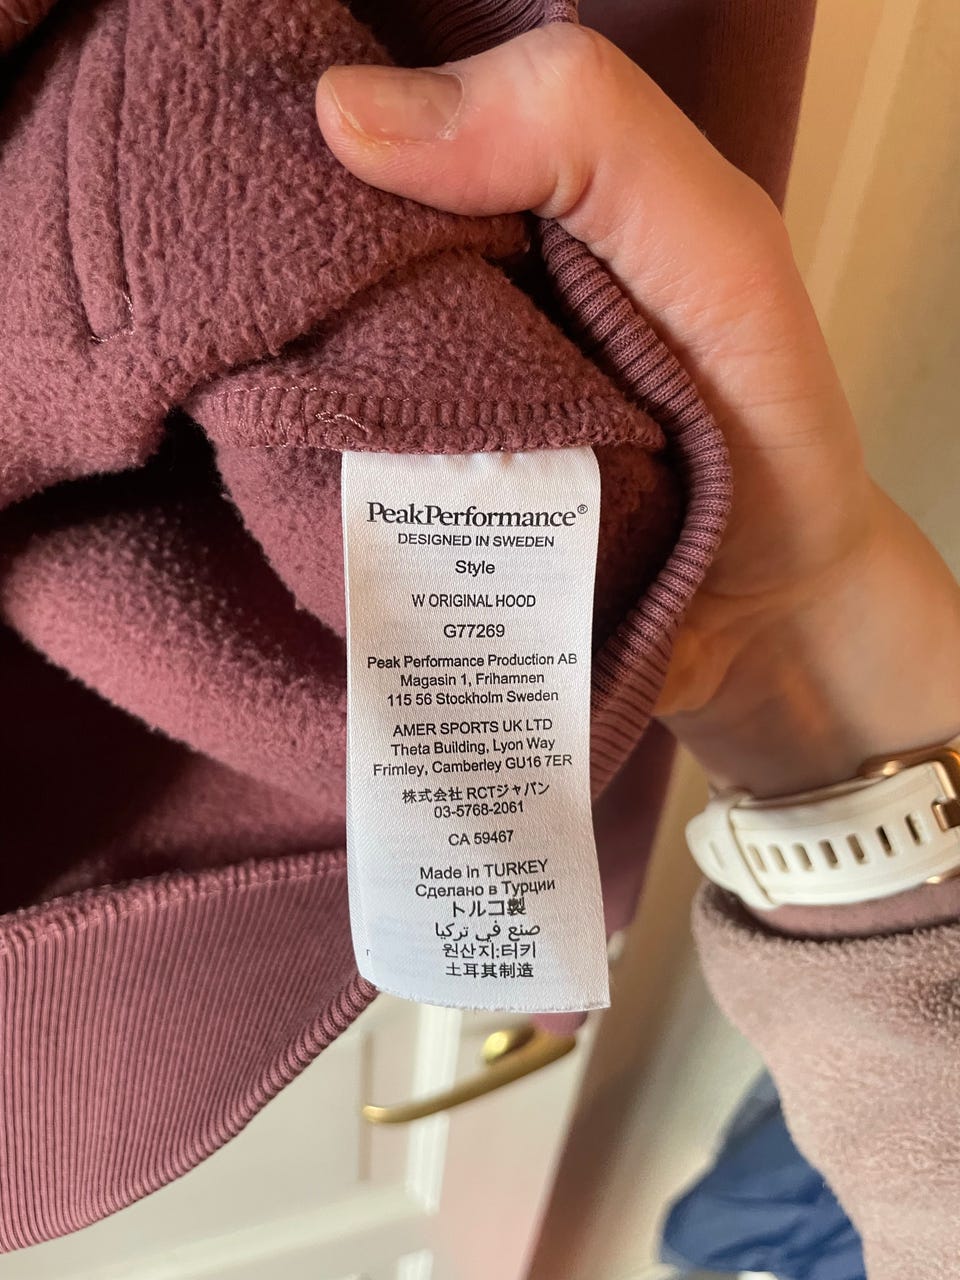 PeakPerformance®
DESIGNED IN SWEDEN
Style
W ORIGINAL HOOD
G77269
Peak Performance Production AB
Magasin 1, Frihamnen
115 56 Stockholm Sweden
AMER SPORTS UK LTD
Theta Building, Lyon Way
Frimley, Camberley GU16 7ER
株式会社 RCTジャパン
03-5768-2061
CA 59467
Made in TURKEY
Сделано в Турции
トルコ製
صنع في تركيا
원산지:터키
土耳其制造